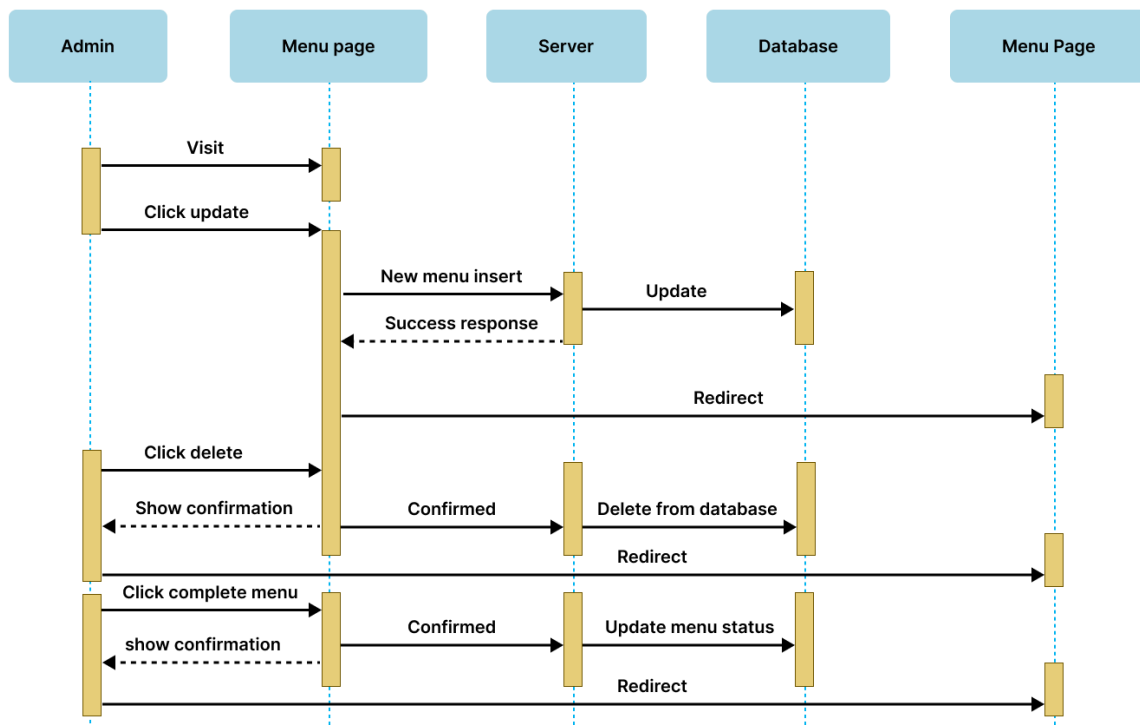 Admin
Menu page
Server
Database
Menu Page
Visit
Click update
New menu insert
Update
Success response
Redirect
Click delete
Show confirmation
Confirmed
Delete from database
Redirect
Click complete menu
Confirmed
Update menu status
show confirmation
Redirect